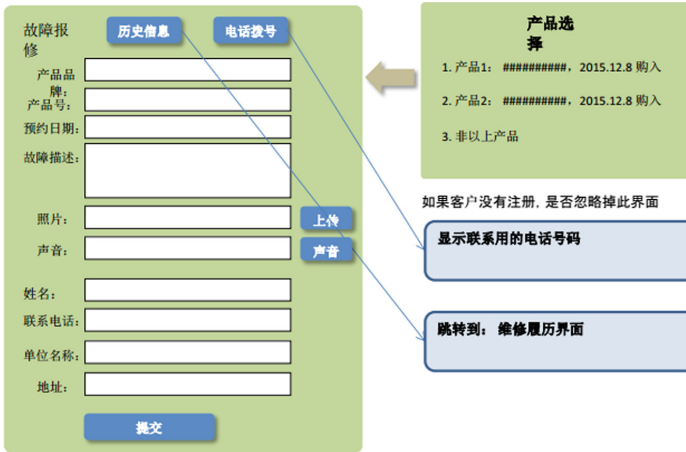 故障报
修
历史信息
电话拨号
产品品
牌：
产品号：
预约日期：
故障描述：
照片：
上传
声音：
声音
姓名：
联系电话：
单位名称：
地址：
提交
产品选
择
1. 产品1： ##########，2015.12.8 购入
2. 产品2： ##########，2015.12.8 购入
3. 非以上产品
如果客户没有注册, 是否忽略掉此界面
显示联系用的电话号码
跳转到： 维修履历界面